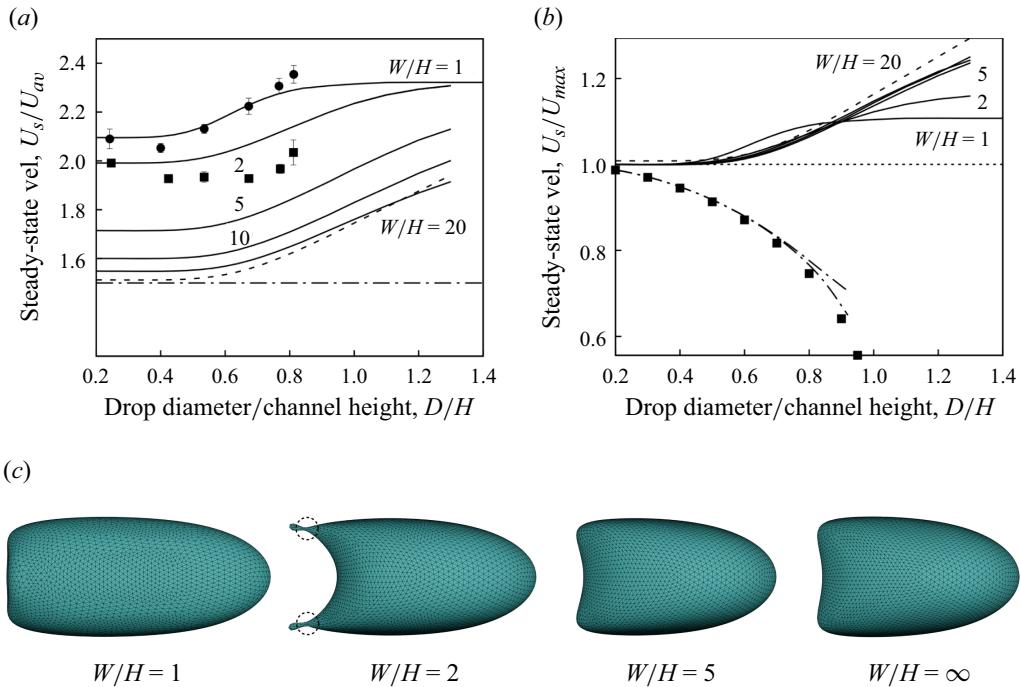 (a)
2.4
2.2
2.0
1.8
1.6
Steady-state vel, U_s/U_av
W/H = 1
2
5
10
W/H = 20
0.2 0.4 0.6 0.8 1.0 1.2 1.4
Drop diameter/channel height, D/H
(b)
1.2
1.0
0.8
0.6
Steady-state vel, U_s/U_max
W/H = 20
5
2
W/H = 1
0.2 0.4 0.6 0.8 1.0 1.2 1.4
Drop diameter/channel height, D/H
(c)
W/H = 1 W/H = 2 W/H = 5 W/H = ∞